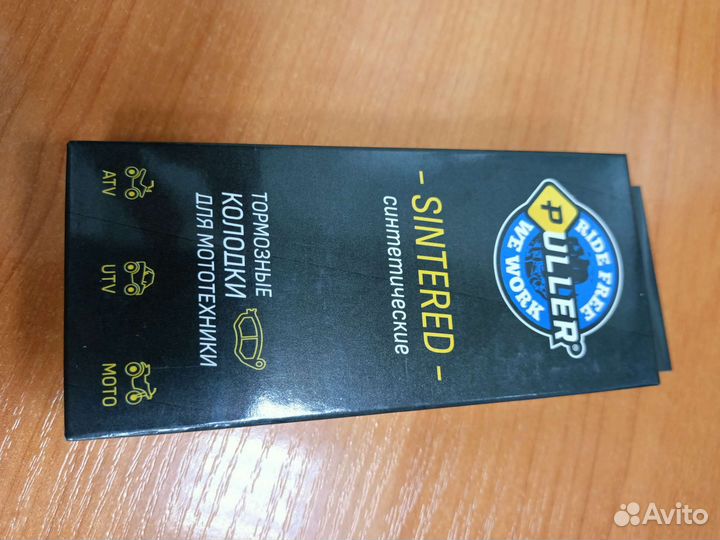 RIDE FREE
PULLER®
WE WORK
- SINTERED -
синтетические
ТОРМОЗНЫЕ
КОЛОДКИ
ДЛЯ МОТОТЕХНИКИ
ATV
UTV
MOTO
Avito